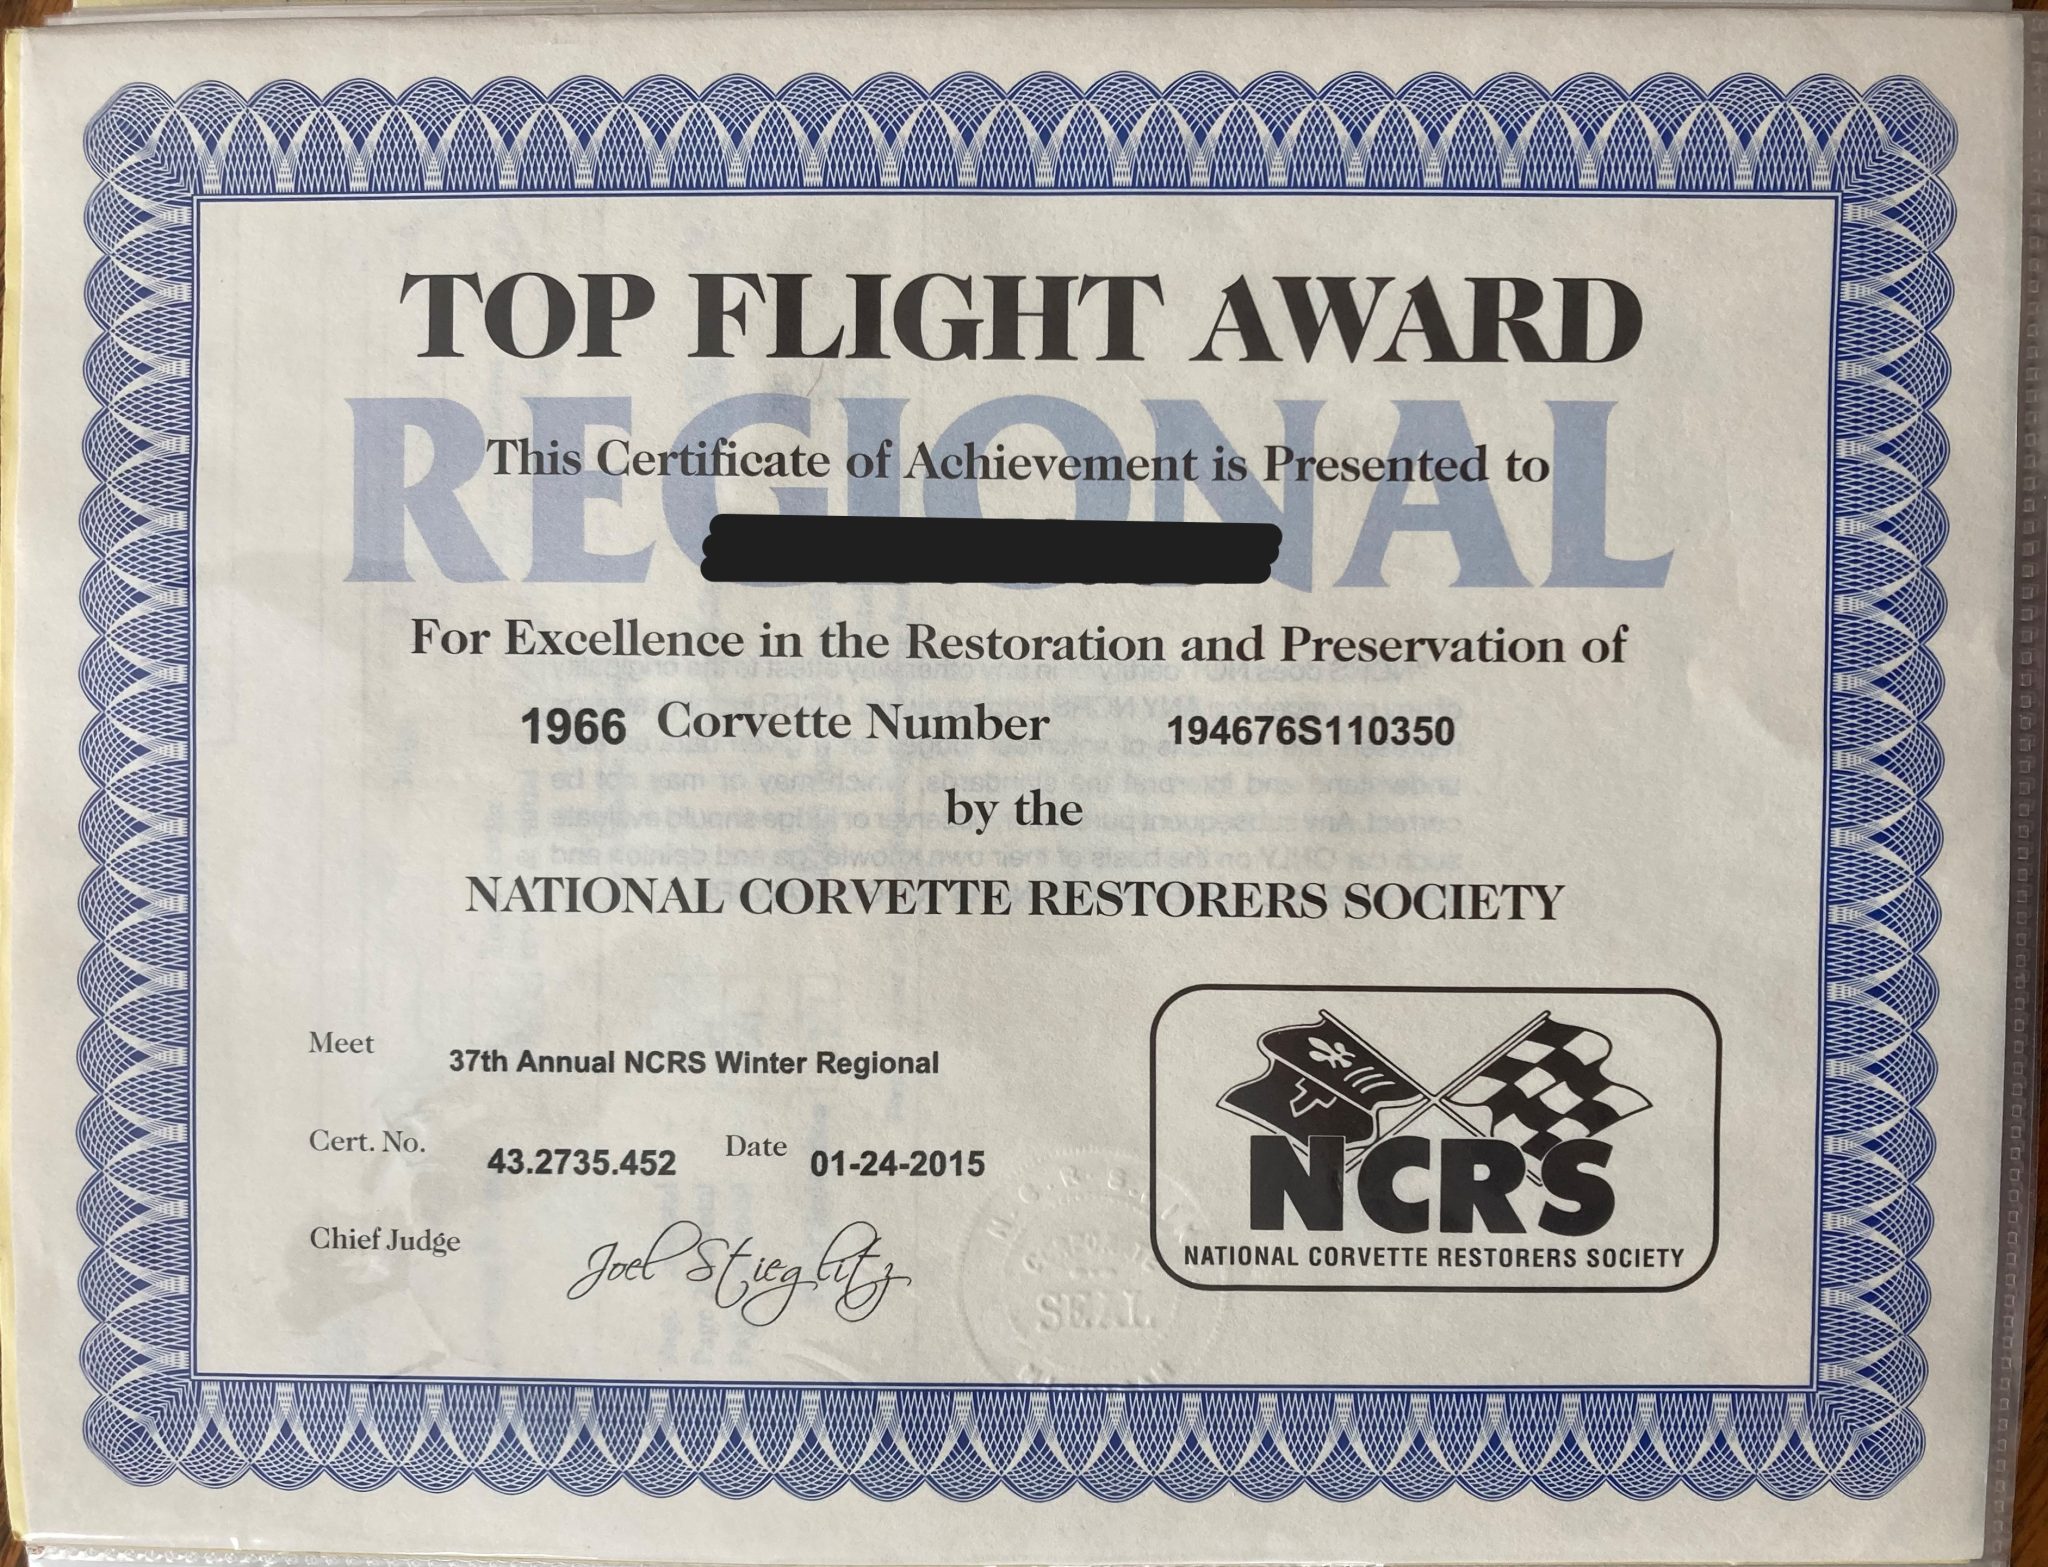 TOP FLIGHT AWARD
REGIONAL
This Certificate of Achievement is Presented to
For Excellence in the Restoration and Preservation of
1966 Corvette Number 194676S110350
by the
NATIONAL CORVETTE RESTORERS SOCIETY
Meet 37th Annual NCRS Winter Regional
Cert. No. 43.2735.452 Date 01-24-2015
Chief Judge Joel Stieglitz
SEAL
NCRS
NATIONAL CORVETTE RESTORERS SOCIETY